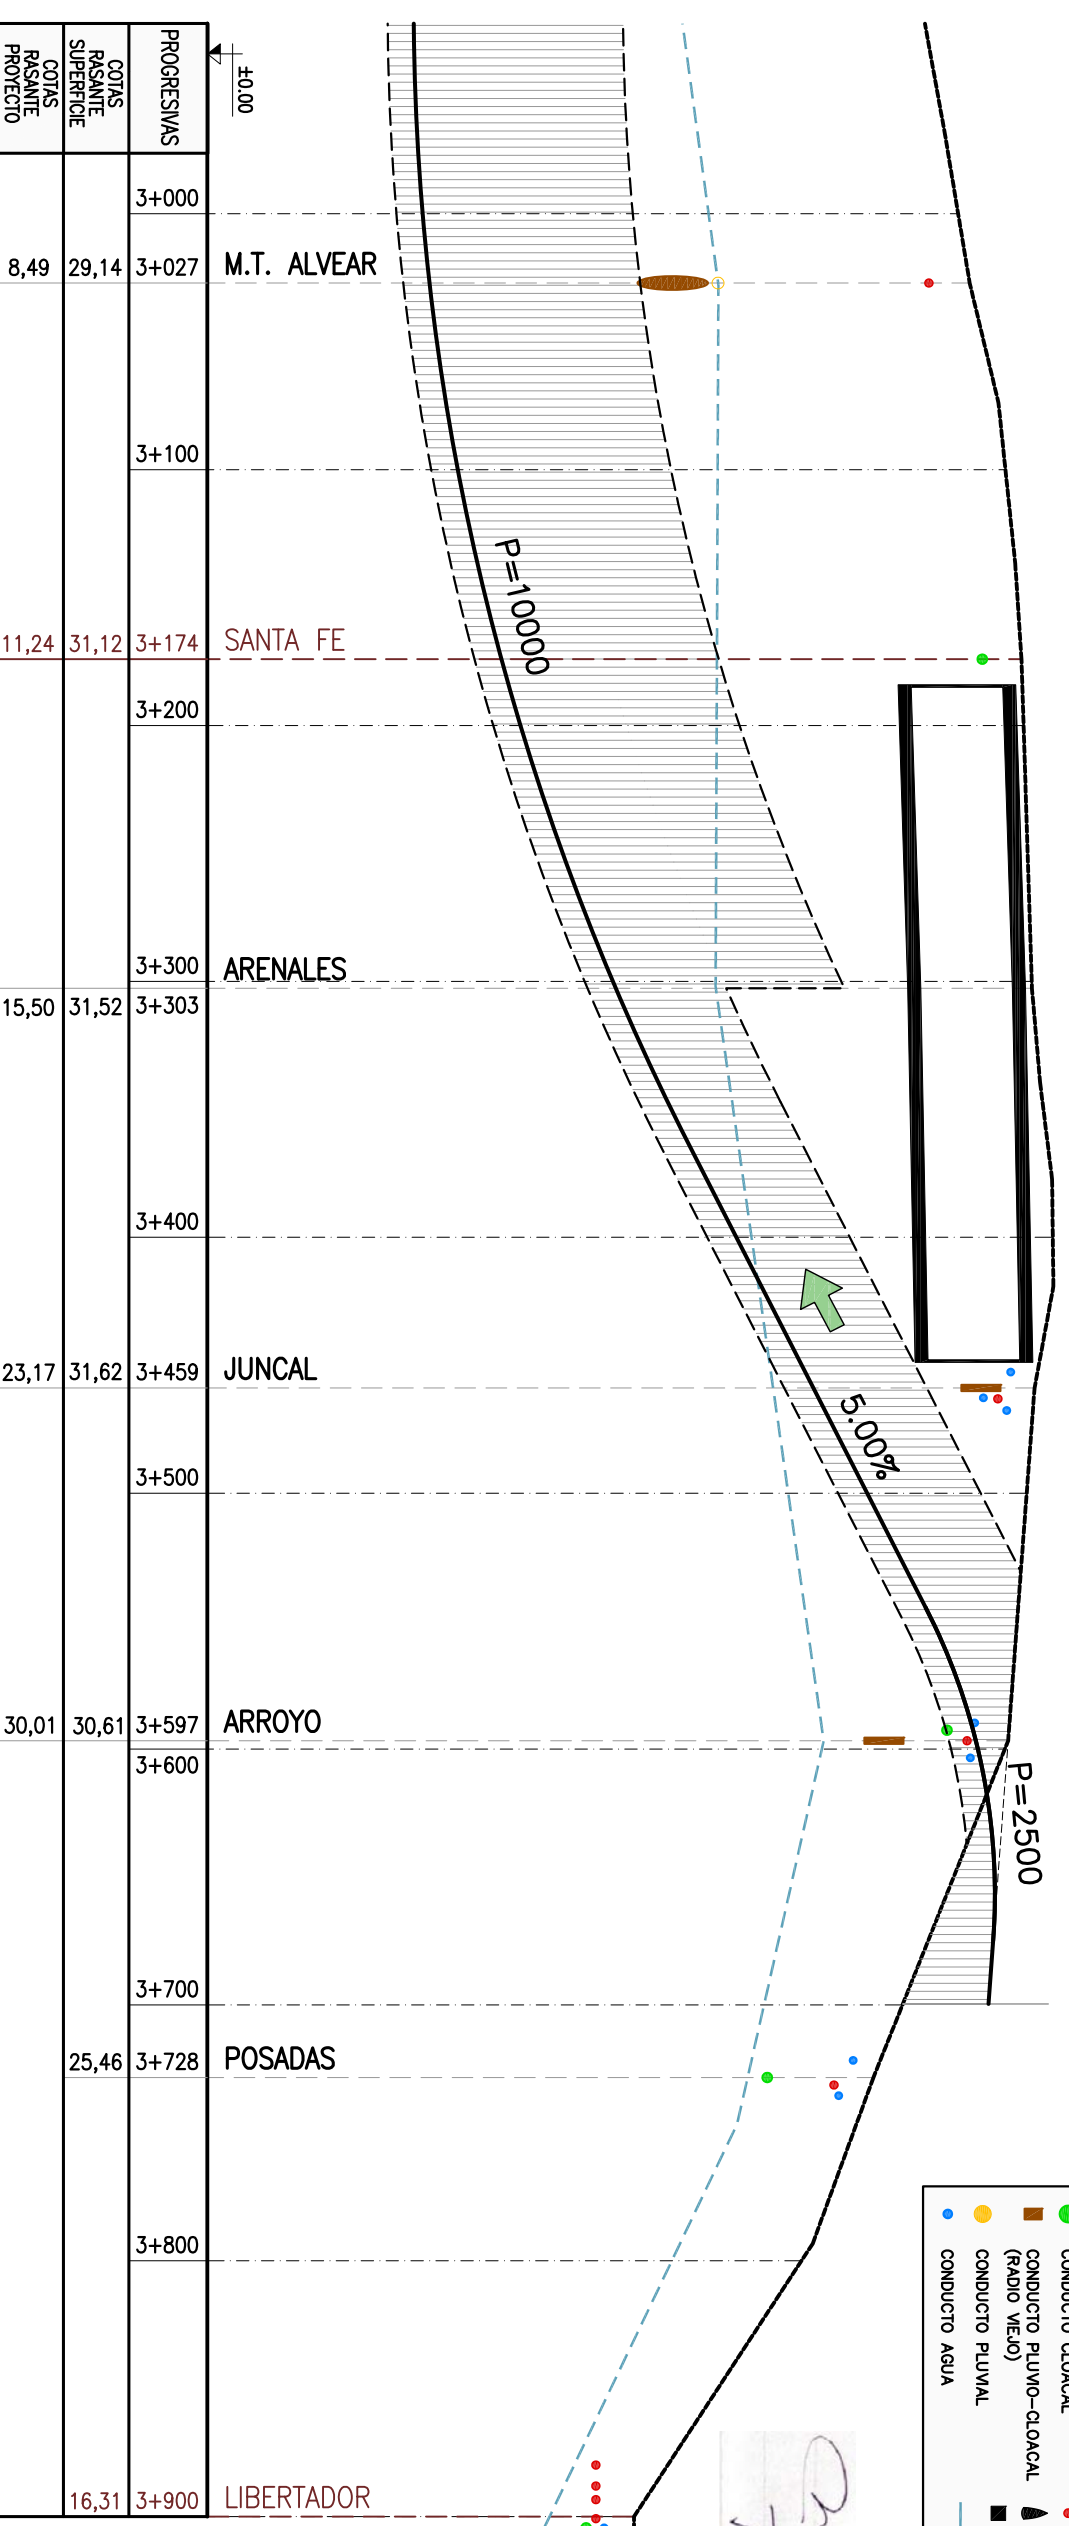 ±0.00
PROGRESIVAS
COTAS
RASANTE
SUPERFICIE
COTAS
RASANTE
PROYECTO
3+000
8,49 29,14 3+027 M.T. ALVEAR
3+100
P=10000
11,24 31,12 3+174 SANTA FE
3+200
3+300 ARENALES
15,50 31,52 3+303
3+400
23,17 31,62 3+459 JUNCAL
5.00%
3+500
30,01 30,61 3+597 ARROYO
3+600
P=2500
3+700
25,46 3+728 POSADAS
3+800
CONDUCTO CLOACAL
CONDUCTO PLUVIO-CLOACAL
(RADIO VIEJO)
CONDUCTO PLUVIAL
CONDUCTO AGUA
16,31 3+900 LIBERTADOR